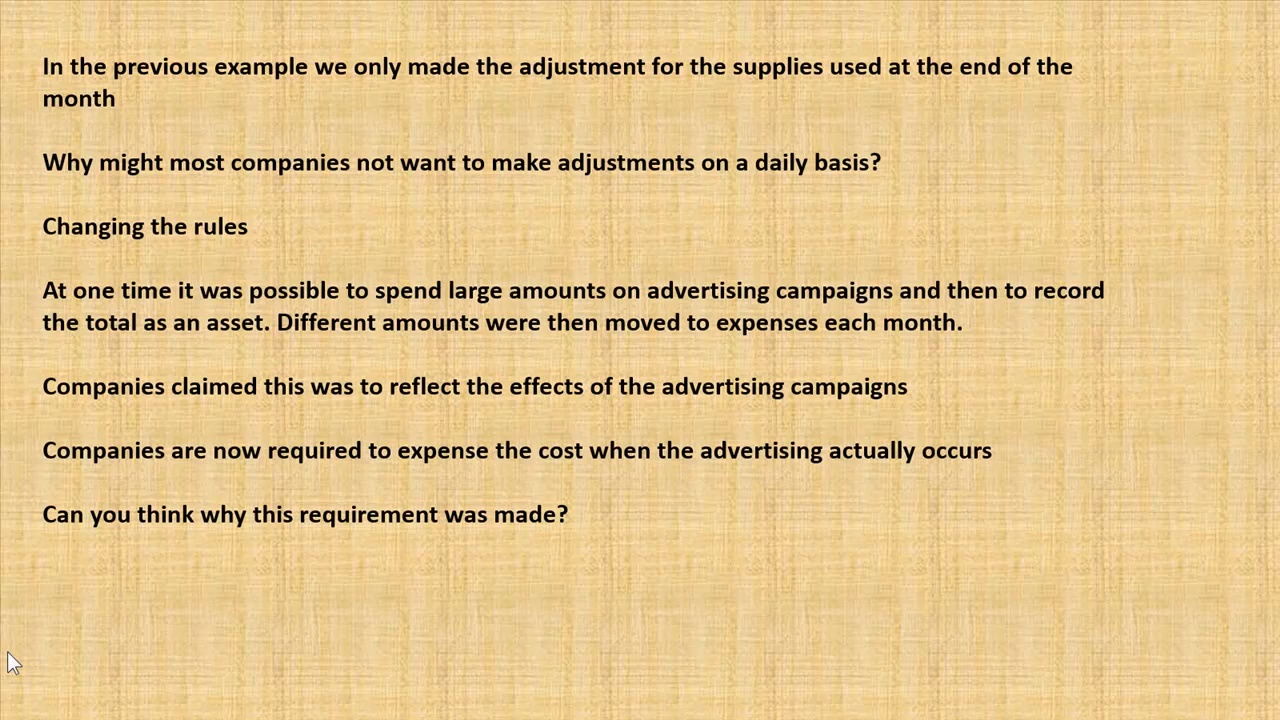 In the previous example we only made the adjustment for the supplies used at the end of the
month
Why might most companies not want to make adjustments on a daily basis?
Changing the rules
At one time it was possible to spend large amounts on advertising campaigns and then to record
the total as an asset. Different amounts were then moved to expenses each month.
Companies claimed this was to reflect the effects of the advertising campaigns
Companies are now required to expense the cost when the advertising actually occurs
Can you think why this requirement was made?